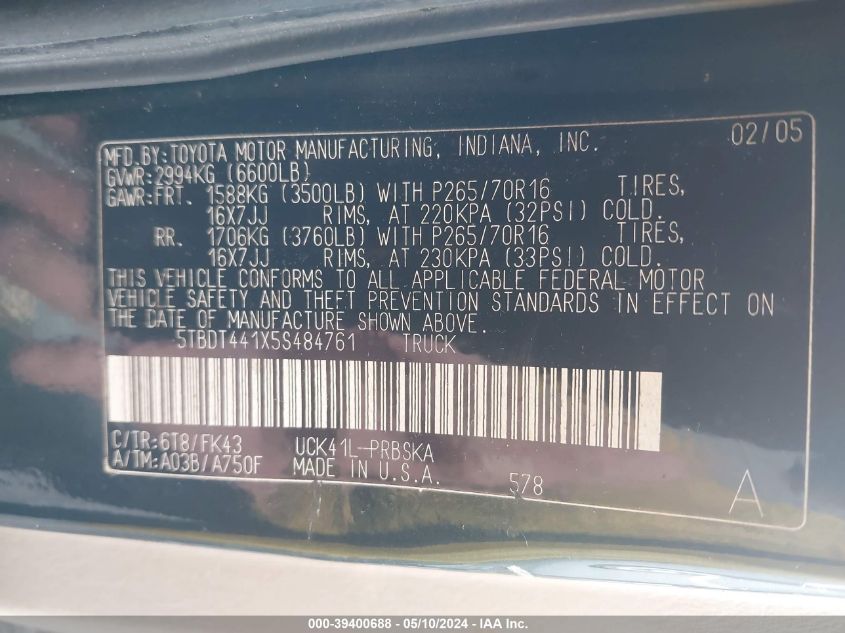 02/05
MFD.BY:TOYOTA MOTOR MANUFACTURING, INDIANA, INC.
GVWR:2994KG (6600LB)
GAWR:FRT. 1588KG (3500LB) WITH P265/70R16 TIRES,
16X7JJ RIMS, AT 220KPA (32PSI) COLD.
RR. 1706KG (3760LB) WITH P265/70R16 TIRES,
16X7JJ RIMS, AT 230KPA (33PSI) COLD.
THIS VEHICLE CONFORMS TO ALL APPLICABLE FEDERAL MOTOR
VEHICLE SAFETY AND THEFT PREVENTION STANDARDS IN EFFECT ON
THE DATE OF MANUFACTURE SHOWN ABOVE.
5TBDT441X5S484761 TRUCK
C/TR:6T8/FK43 UCK41L-PRBSKA
A/TM:A03B/A750F MADE IN U.S.A. 578 A
000-39400688 - 05/10/2024 - IAA Inc.